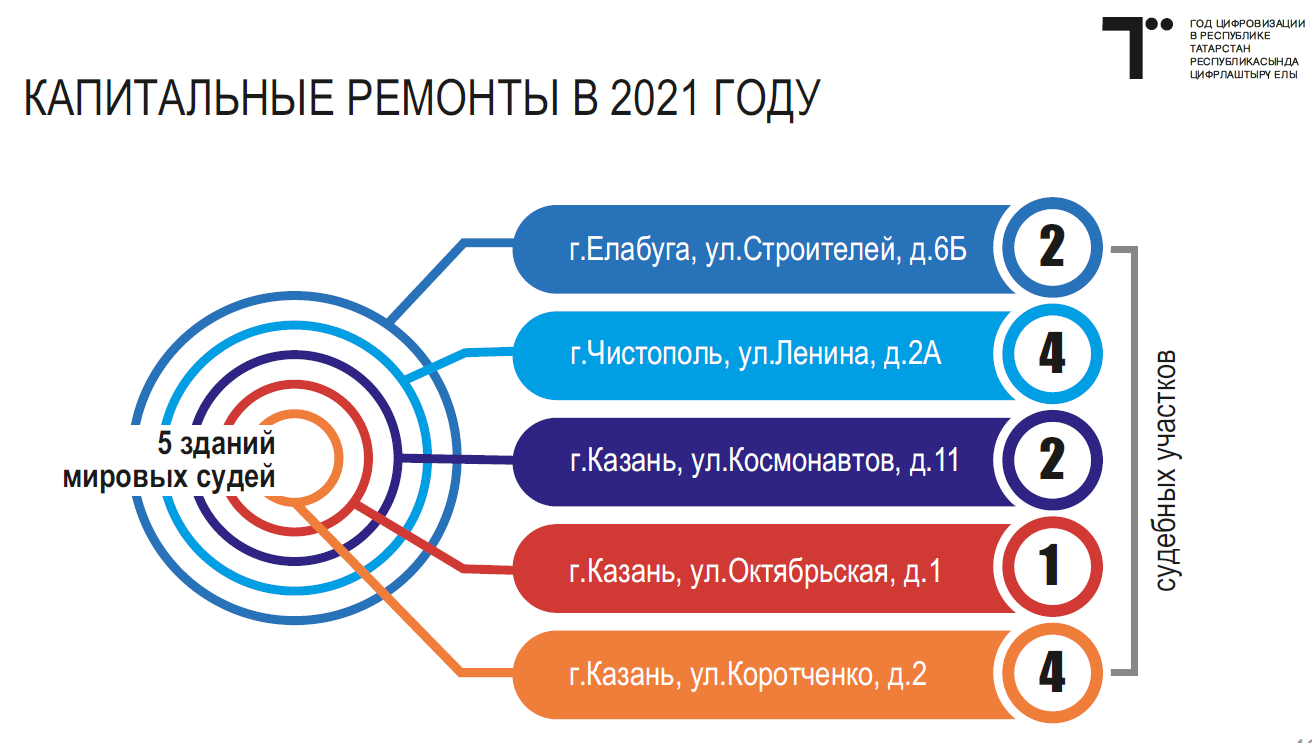 ГОД ЦИФРОВИЗАЦИИ
В РЕСПУБЛИКЕ
ТАТАРСТАН
РЕСПУБЛИКАСЫНДА
ЦИФРЛАШТЫРУ ЕЛЫ
КАПИТАЛЬНЫЕ РЕМОНТЫ В 2021 ГОДУ
5 зданий
мировых судей
г.Елабуга, ул.Строителей, д.6Б 2
г.Чистополь, ул.Ленина, д.2А 4
г.Казань, ул.Космонавтов, д.11 2
г.Казань, ул.Октябрьская, д.1 1
г.Казань, ул.Коротченко, д.2 4
судебных участков